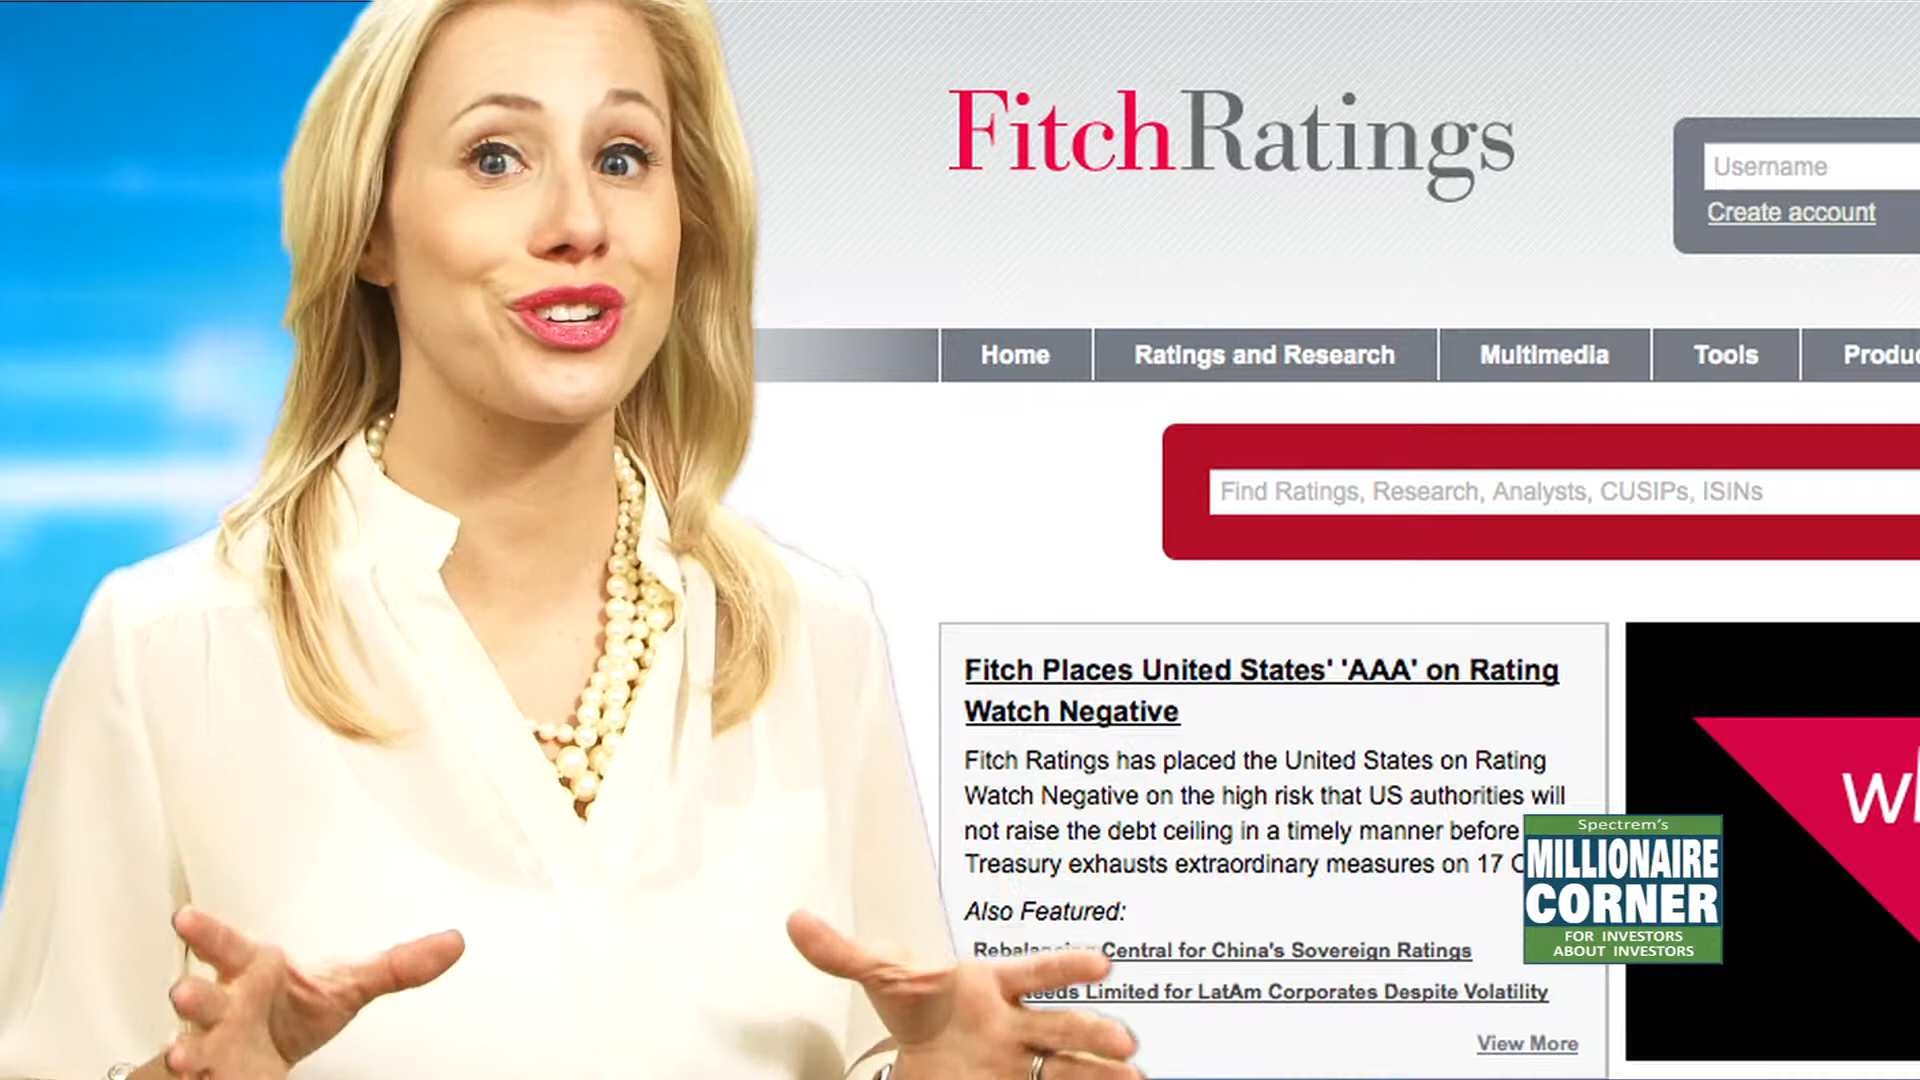 FitchRatings
Username
Create account
Home Ratings and Research Multimedia Tools
Find Ratings, Research, Analysts, CUSIPs, ISINs
Fitch Places United States' 'AAA' on Rating
Watch Negative
Fitch Ratings has placed the United States on Rating
Watch Negative on the high risk that US authorities will
not raise the debt ceiling in a timely manner before
Treasury exhausts extraordinary measures on 17
Also Featured:
Central for China's Sovereign Ratings
Limited for LatAm Corporates Despite Volatility
View More
Spectrem's
MILLIONAIRE
CORNER
FOR INVESTORS
ABOUT INVESTORS